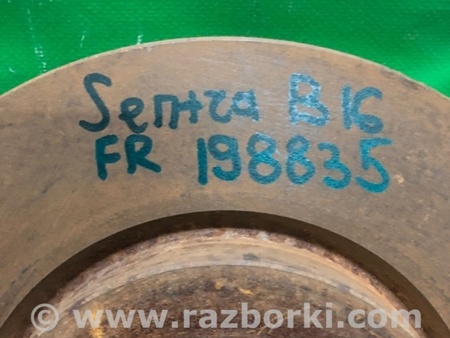 Sentra B16
FR 198835
© www.razborki.com